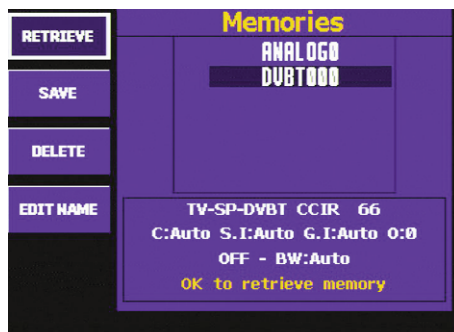 Memories
RETRIEVE
SAVE
DELETE
EDIT NAME
ANALOG0
DVBT000
TV-SP-DVBT CCIR 66
C:Auto S.I:Auto G.I:Auto O:0
OFF - BW:Auto
OK to retrieve memory